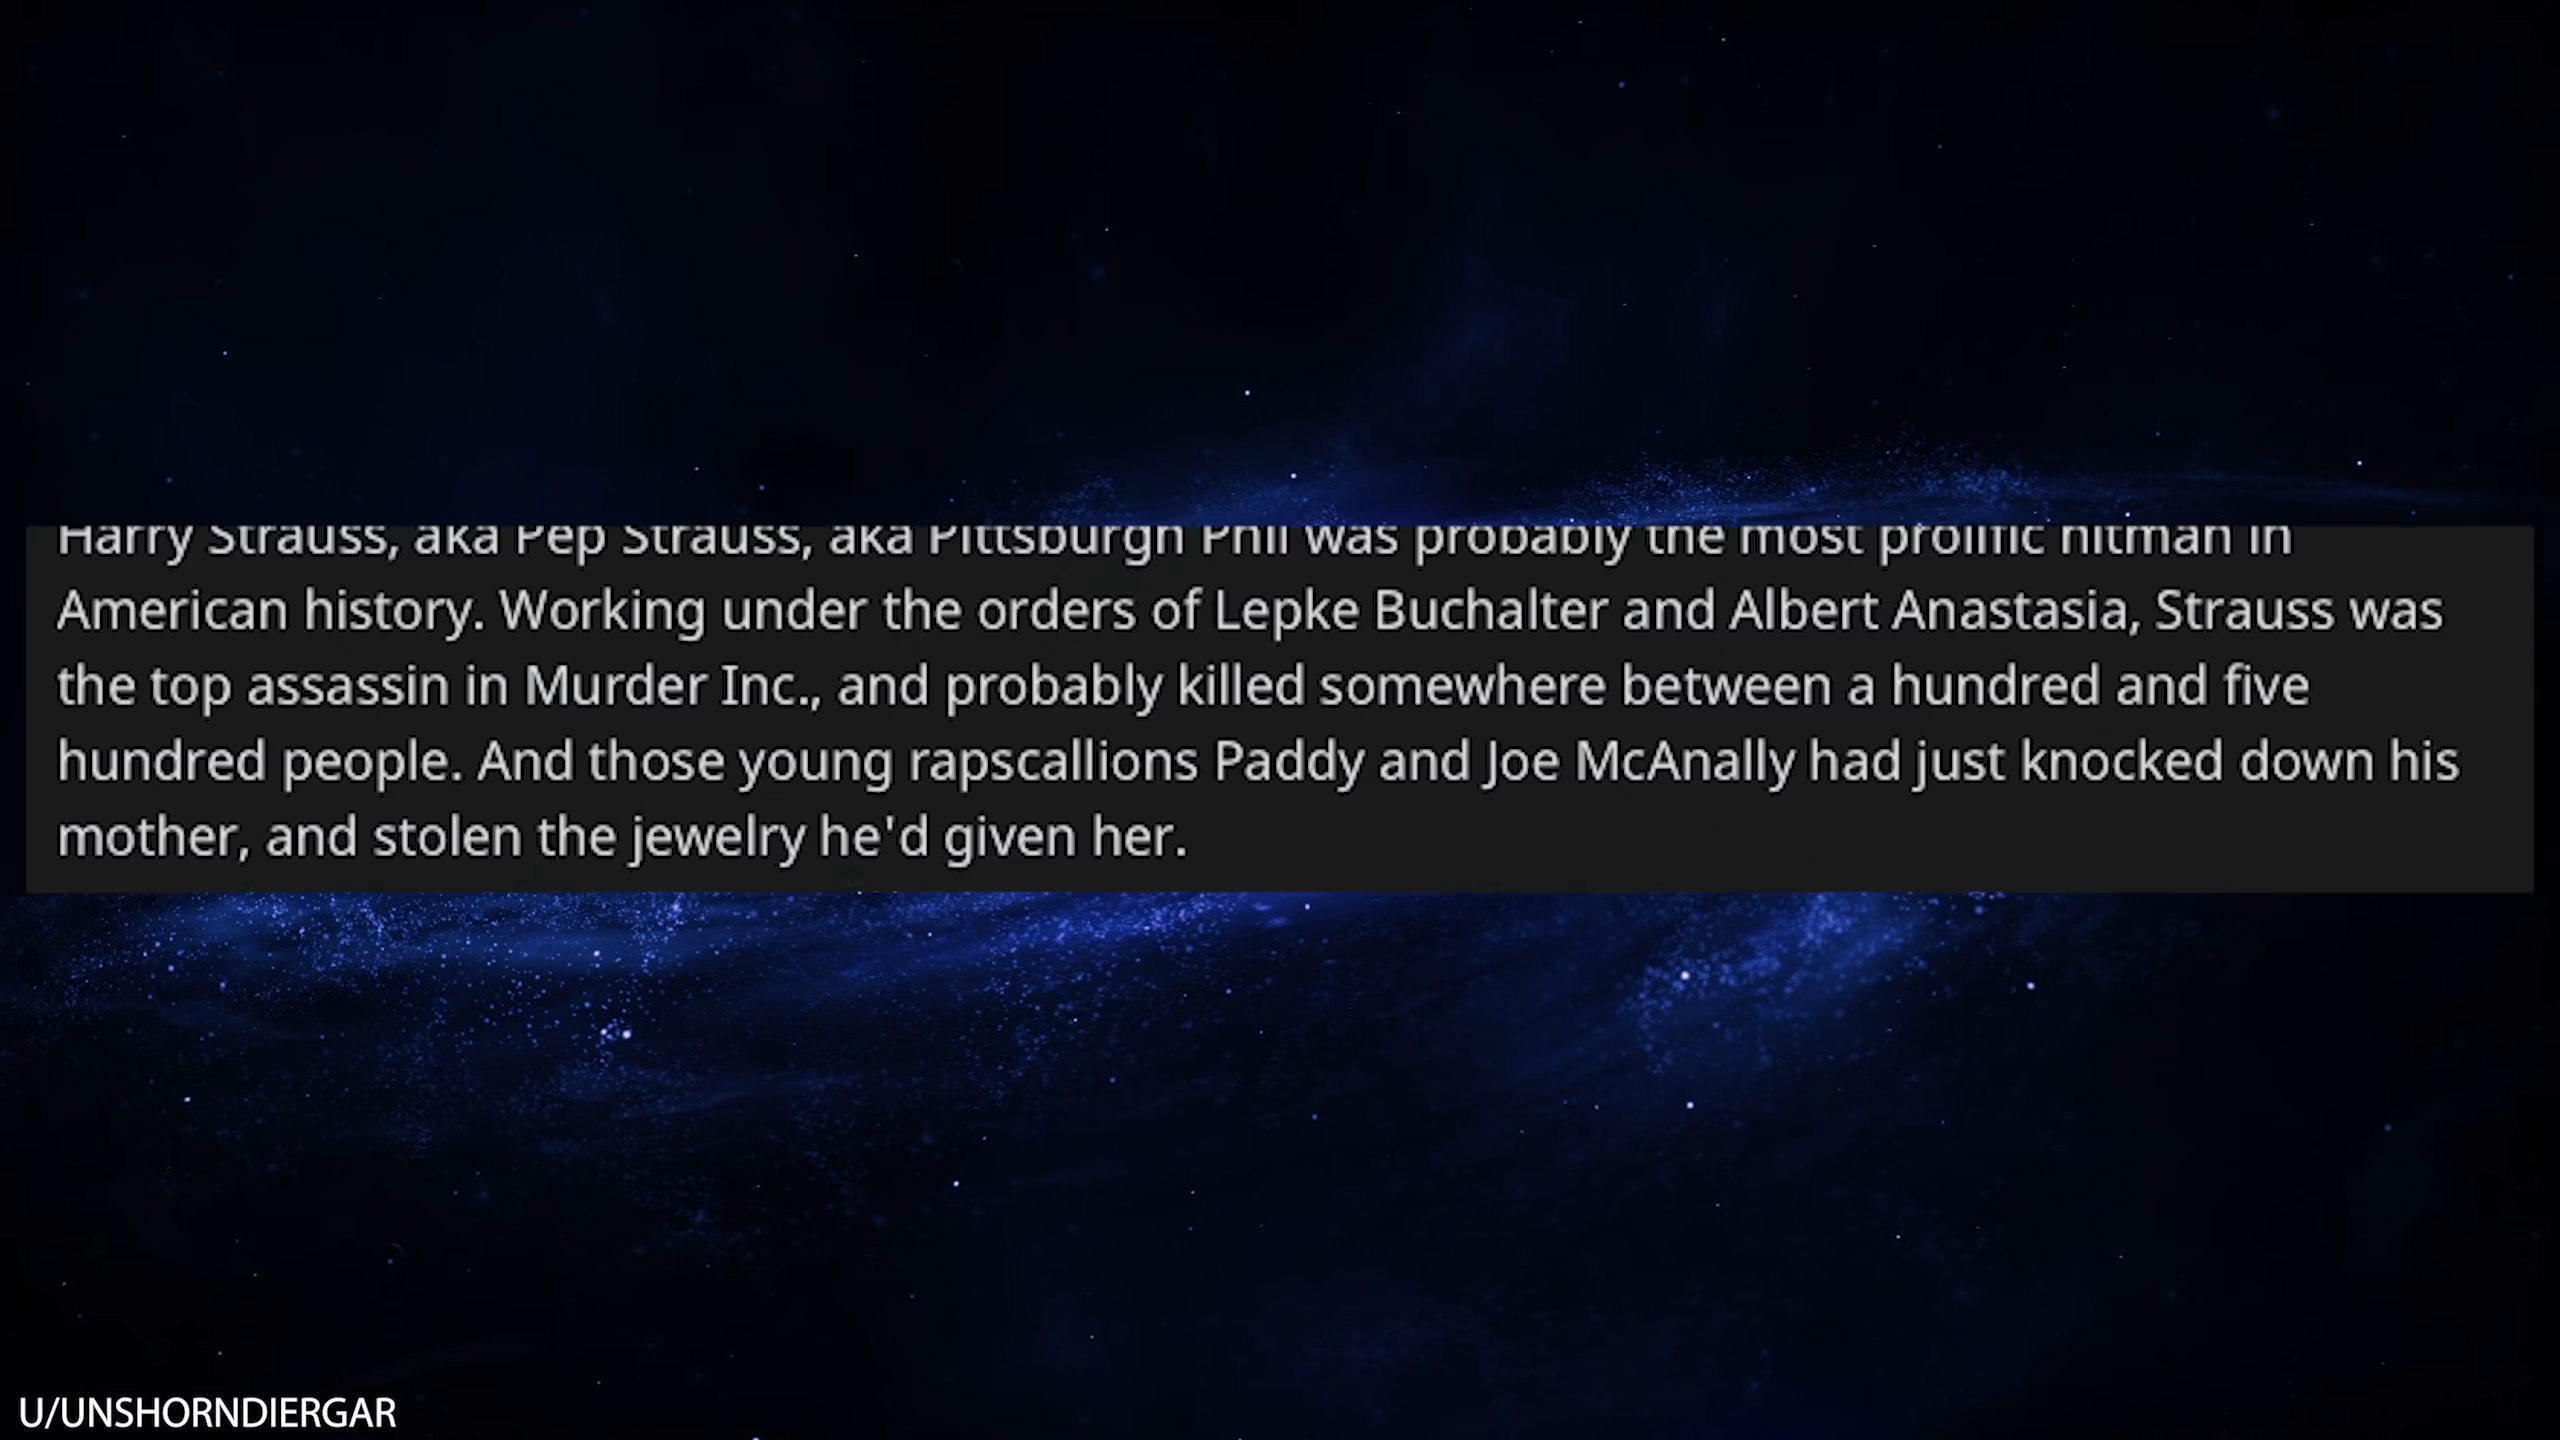 Harry Strauss, aka Pep Strauss, aka Pittsburgh Phil was probably the most prolific hitman in
American history. Working under the orders of Lepke Buchalter and Albert Anastasia, Strauss was
the top assassin in Murder Inc., and probably killed somewhere between a hundred and five
hundred people. And those young rapscallions Paddy and Joe McAnally had just knocked down his
mother, and stolen the jewelry he'd given her.
U/UNSHORNDIERGAR